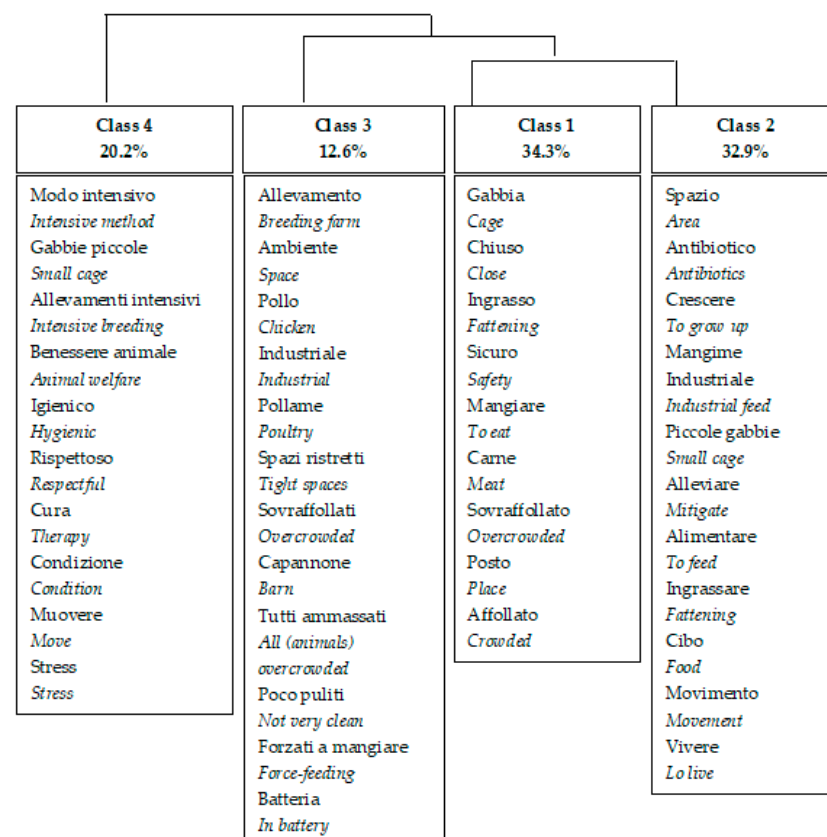 Class 4
20.2%
Modo intensivo
Intensive method
Gabbie piccole
Small cage
Allevamenti intensivi
Intensive breeding
Benessere animale
Animal welfare
Igienico
Hygienic
Rispettoso
Respectful
Cura
Therapy
Condizione
Condition
Muovere
Move
Stress
Stress
Class 3
12.6%
Allevamento
Breeding farm
Ambiente
Space
Pollo
Chicken
Industriale
Industrial
Pollame
Poultry
Spazi ristretti
Tight spaces
Sovraffollati
Overcrowded
Capannone
Barn
Tutti ammassati
All (animals)
overcrowded
Poco puliti
Not very clean
Forzati a mangiare
Force-feeding
Batteria
In battery
Class 1
34.3%
Gabbia
Cage
Chiuso
Close
Ingrasso
Fattening
Sicuro
Safety
Mangiare
To eat
Carne
Meat
Sovraffollato
Overcrowded
Posto
Place
Affollato
Crowded
Class 2
32.9%
Spazio
Area
Antibiotico
Antibiotics
Crescere
To grow up
Mangime
Industriale
Industrial feed
Piccole gabbie
Small cage
Alleviare
Mitigate
Alimentare
To feed
Ingrassare
Fattening
Cibo
Food
Movimento
Movement
Vivere
Lo live